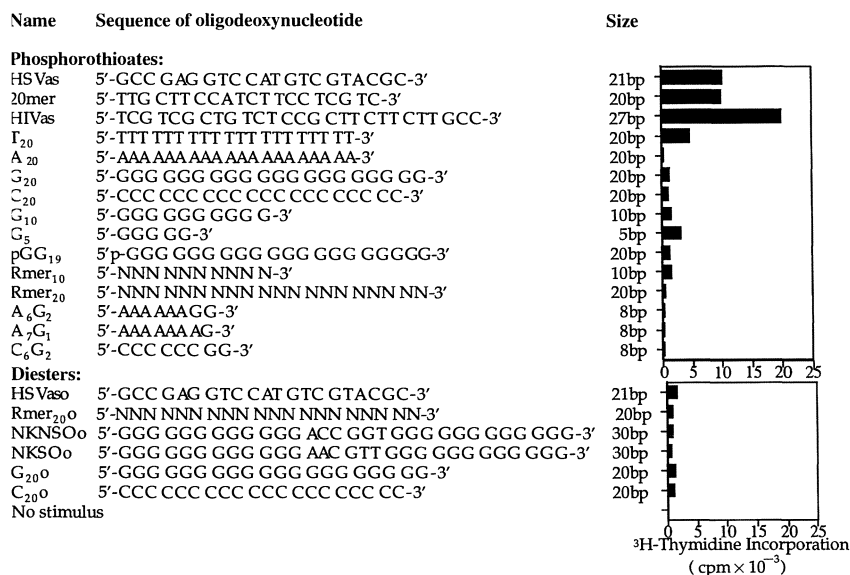 Name Sequence of oligodeoxynucleotide Size
Phosphorothioates:
HSVas 5'-GCC GAG GTC CAT GTC GTACGC-3' 21bp
20mer 5'-TTG CTT CCATCT TCC TCG TC-3' 20bp
HIVas 5'-TCG TCG CTG TCT CCG CTT CTT CTT GCC-3' 27bp
T20 5'-TTT TTT TTT TTT TTT TTT TT-3' 20bp
A20 5'-AAA AAA AAA AAA AAA AAA AA-3' 20bp
G20 5'-GGG GGG GGG GGG GGG GGG GG-3' 20bp
C20 5'-CCC CCC CCC CCC CCC CCC CC-3' 20bp
G10 5'-GGG GGG GGG G-3' 10bp
G5 5'-GGG GG-3' 5bp
pGG19 5'p-GGG GGG GGG GGG GGG GGGGG-3' 20bp
Rmer10 5'-NNN NNN NNN N-3' 10bp
Rmer20 5'-NNN NNN NNN NNN NNN NNN NN-3' 20bp
A6G2 5'-AAA AAAGG-3' 8bp
A7G1 5'-AAA AAA AG-3' 8bp
C6G2 5'-CCC CCC GG-3' 8bp
0 5 10 15 20 25
Diesters:
HSVaso 5'-GCC GAG GTC CAT GTC GTACGC-3' 21bp
Rmer20o 5'-NNN NNN NNN NNN NNN NNN NN-3' 20bp
NKNSOo 5'-GGG GGG GGG GGG ACC GGT GGG GGG GGG GGG-3' 30bp
NKSOo 5'-GGG GGG GGG GGG AAC GTT GGG GGG GGG GGG-3' 30bp
G20o 5'-GGG GGG GGG GGG GGG GGG GG-3' 20bp
C20o 5'-CCC CCC CCC CCC CCC CCC CC-3' 20bp
No stimulus
0 5 10 15 20 25
³H-Thymidine Incorporation
( cpm × 10⁻³ )